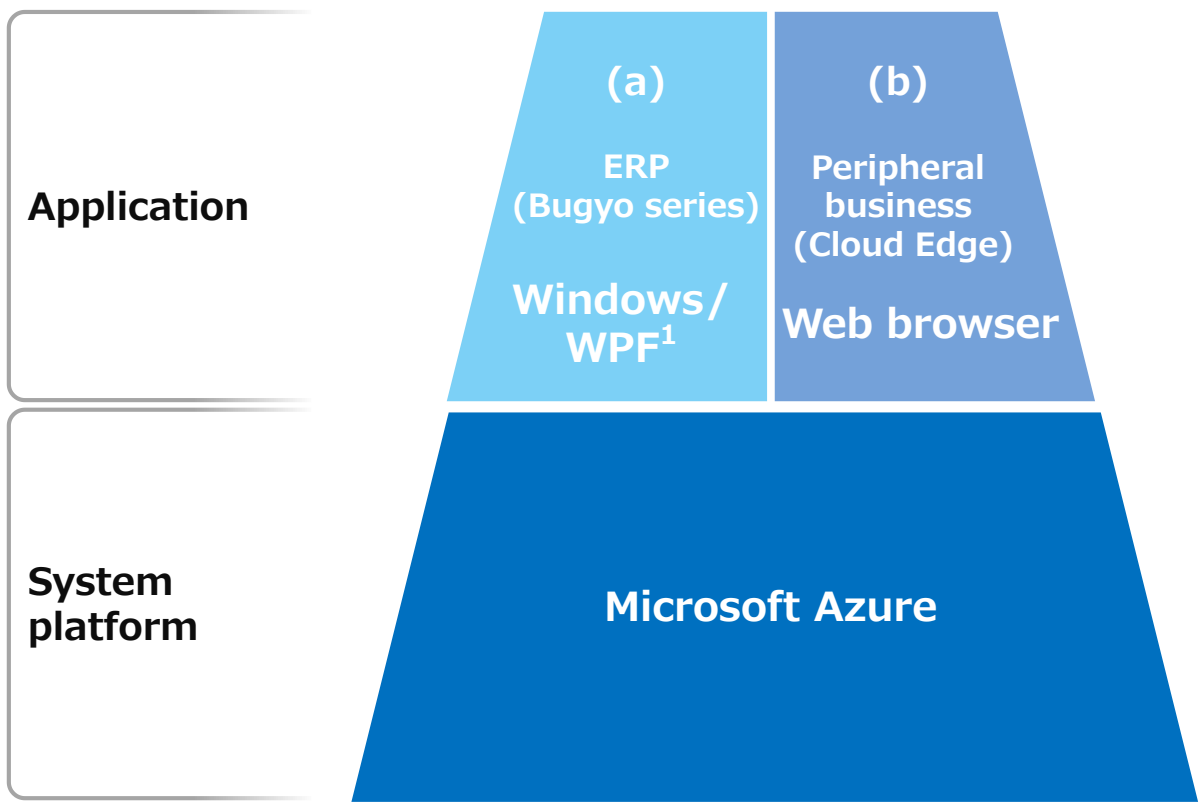 Application
(a)
ERP
(Bugyo series)
Windows/
WPF¹
(b)
Peripheral
business
(Cloud Edge)
Web browser
System
platform
Microsoft Azure